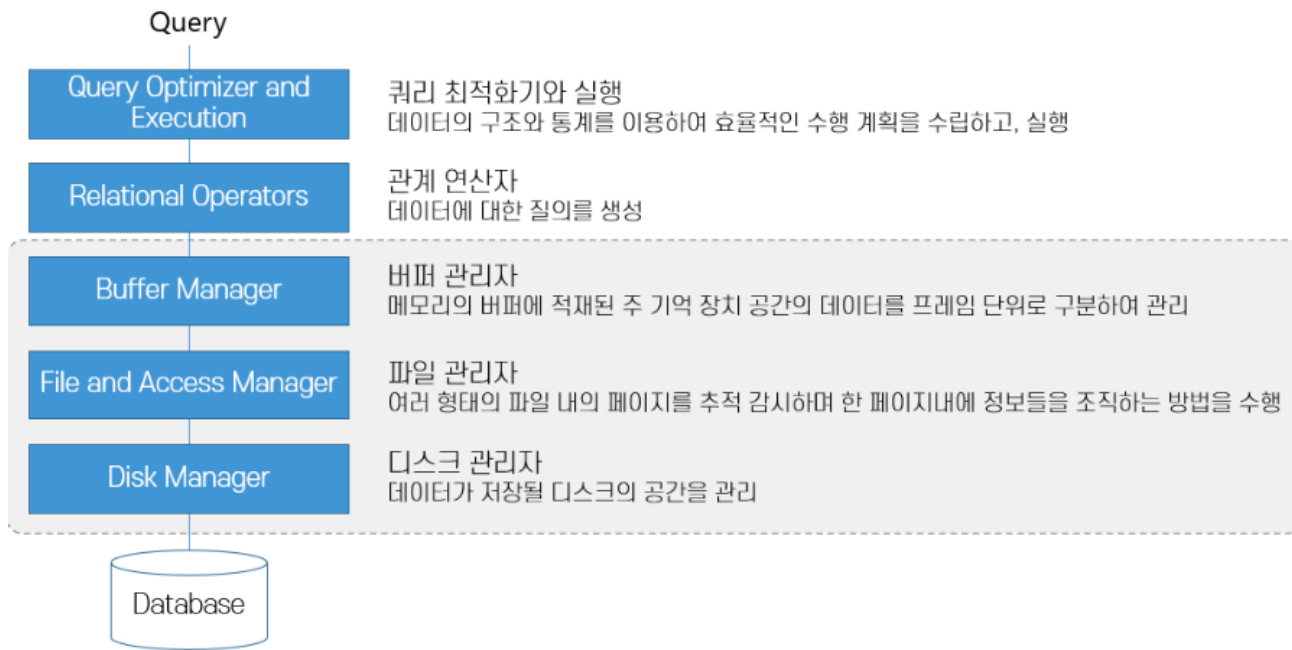 Query
Query Optimizer and
Execution
쿼리 최적화기와 실행
데이터의 구조와 통계를 이용하여 효율적인 수행 계획을 수립하고, 실행
Relational Operators
관계 연산자
데이터에 대한 질의를 생성
Buffer Manager
버퍼 관리자
메모리의 버퍼에 적재된 주 기억 장치 공간의 데이터를 프레임 단위로 구분하여 관리
File and Access Manager
파일 관리자
여러 형태의 파일 내의 페이지를 추적 감시하며 한 페이지내에 정보들을 조직하는 방법을 수행
Disk Manager
디스크 관리자
데이터가 저장될 디스크의 공간을 관리
Database